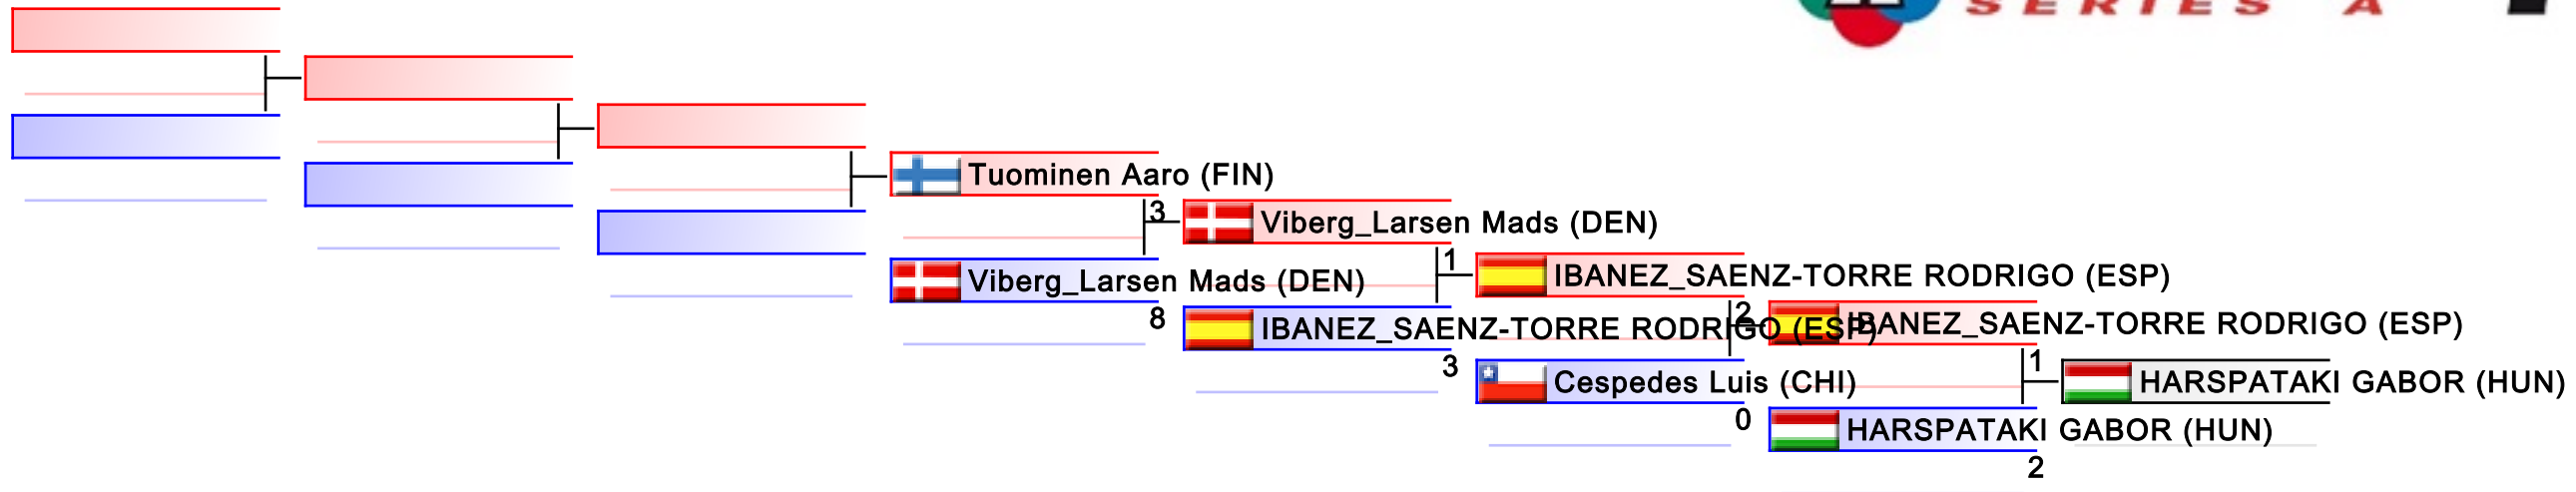 SERIES A
Tuominen Aaro (FIN)
3
Viberg_Larsen Mads (DEN)
1
Viberg_Larsen Mads (DEN)
8
IBANEZ_SAENZ-TORRE RODRIGO (ESP)
2
IBANEZ_SAENZ-TORRE RODRIGO (ESP)
3
IBANEZ_SAENZ-TORRE RODRIGO (ESP)
1
Cespedes Luis (CHI)
0
HARSPATAKI GABOR (HUN)
HARSPATAKI GABOR (HUN)
2